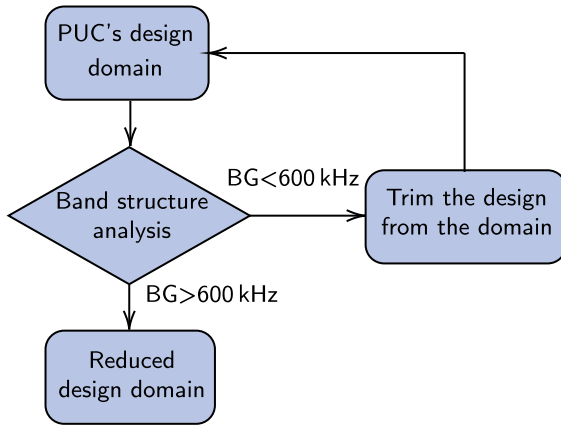 PUC's design
domain
BG<600 kHz
Band structure
analysis
Trim the design
from the domain
BG>600 kHz
Reduced
design domain